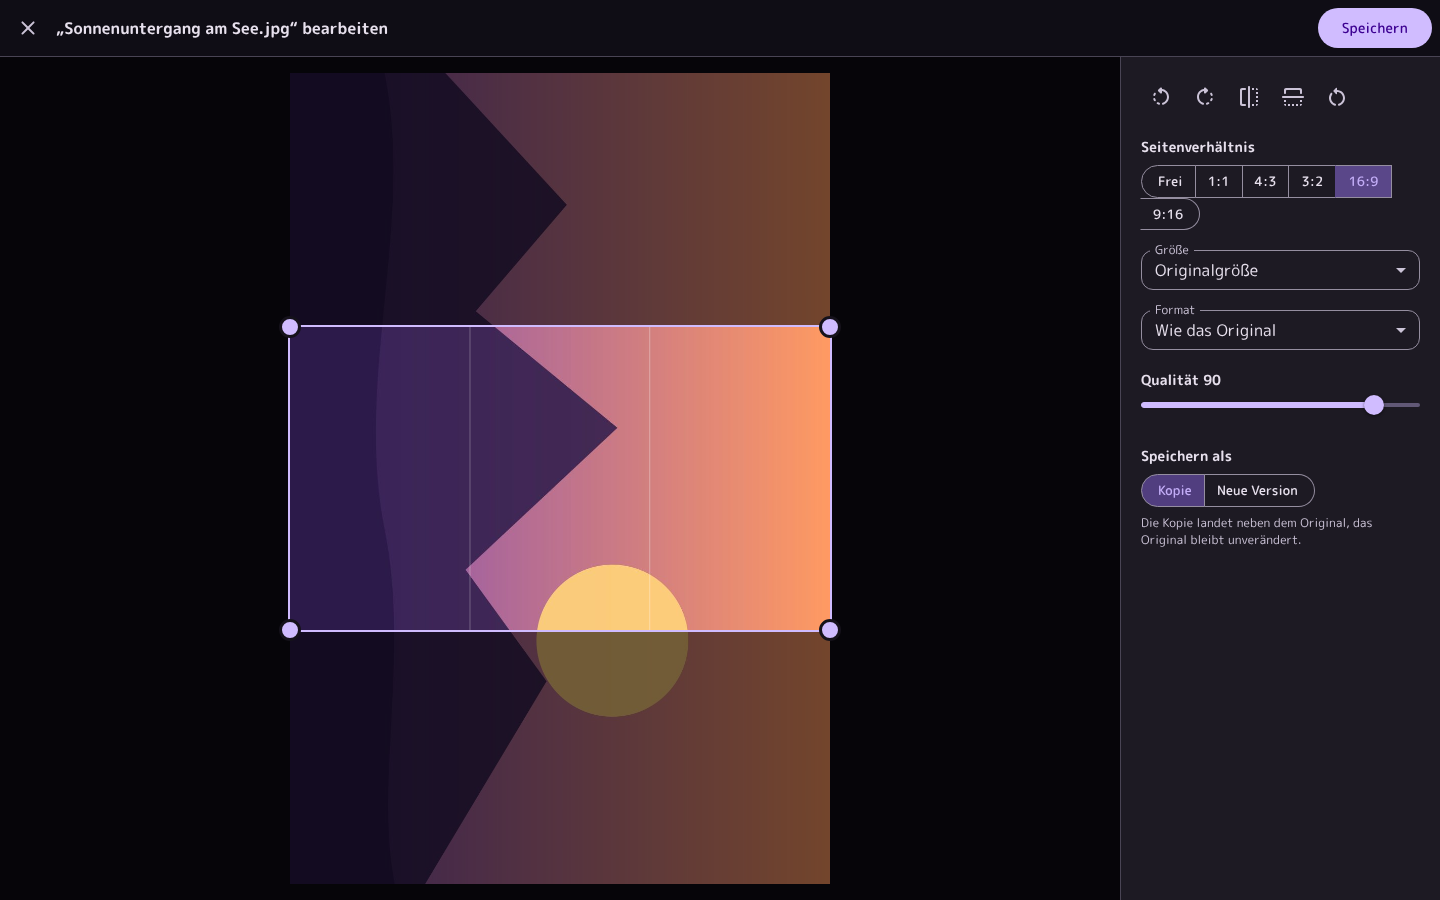 „Sonnenuntergang am See.jpg“ bearbeiten
Speichern
Seitenverhältnis
Frei 1:1 4:3 3:2 16:9
9:16
Größe
Originalgröße
Format
Wie das Original
Qualität 90
Speichern als
Kopie Neue Version
Die Kopie landet neben dem Original, das
Original bleibt unverändert.